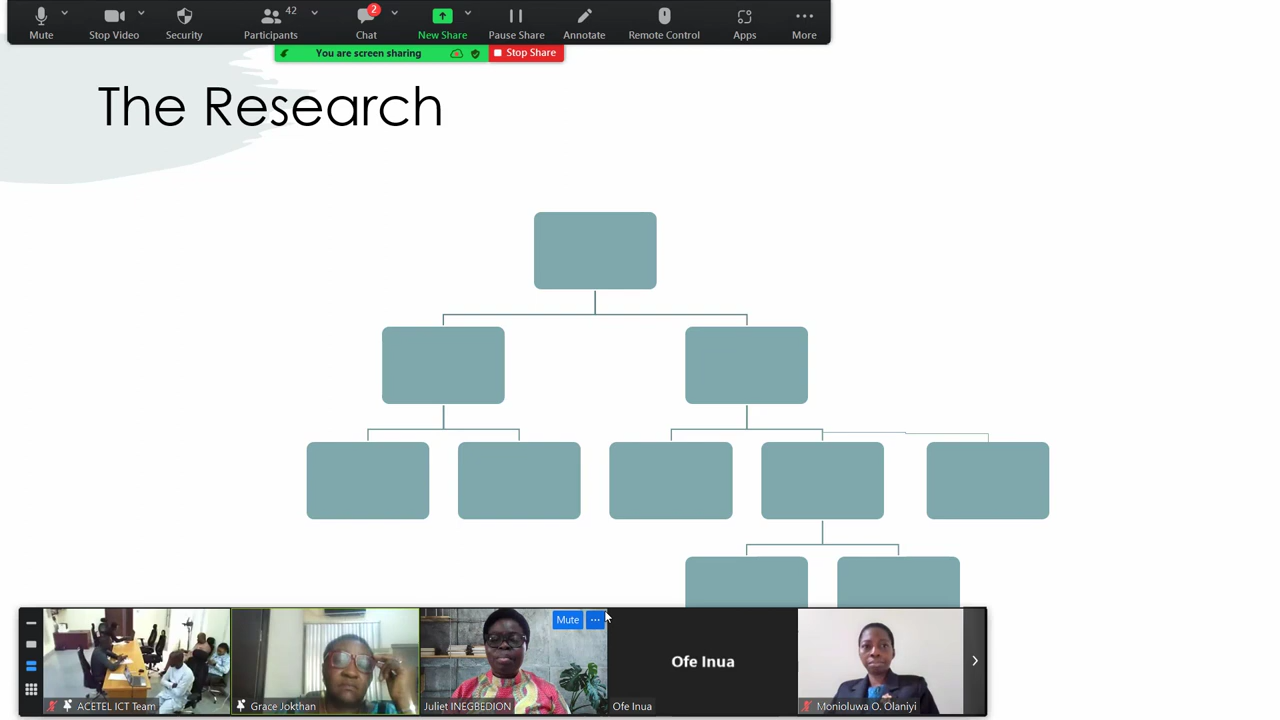 42
2
Mute
Stop Video
Security
Participants
Chat
New Share
Pause Share
Annotate
Remote Control
Apps
More
You are screen sharing
Stop Share
The Research
Mute
Ofe Inua
ACETEL ICT Team
Grace Jokthan
Juliet INEGBEDION
Ofe Inua
Monioluwa O. Olaniyi